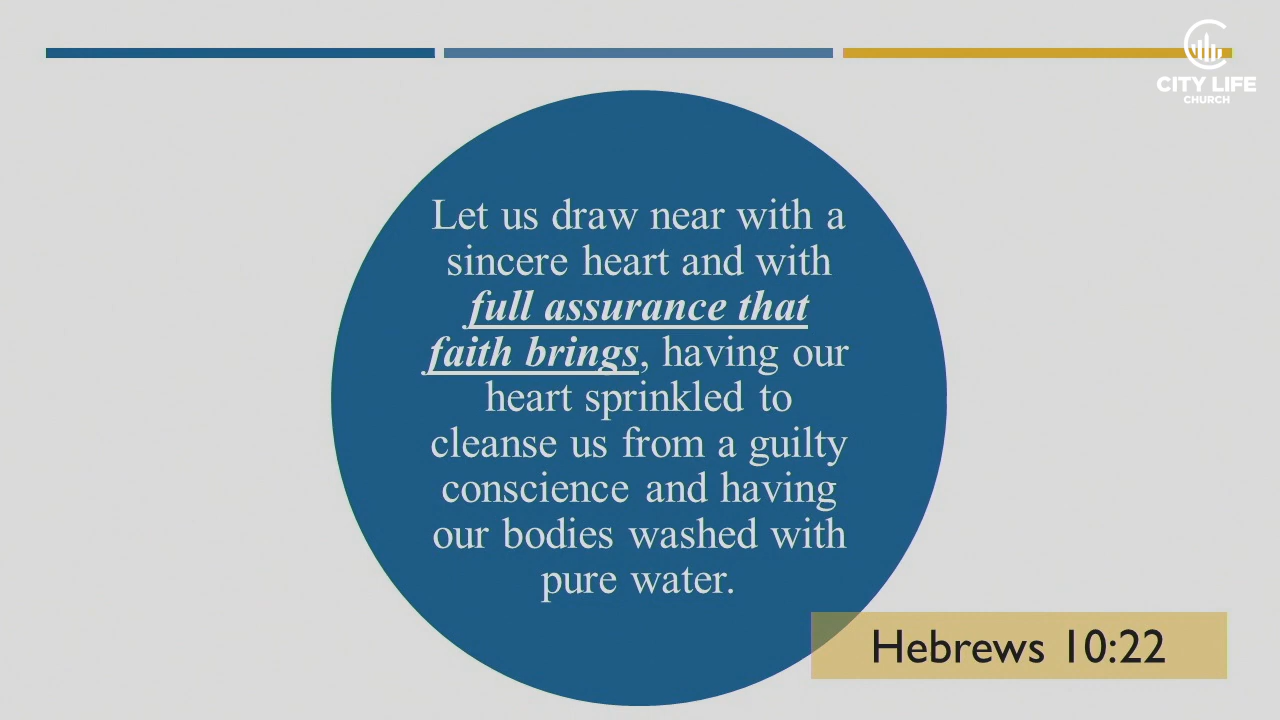 CITY LIFE
CHURCH
Let us draw near with a
sincere heart and with
full assurance that
faith brings, having our
heart sprinkled to
cleanse us from a guilty
conscience and having
our bodies washed with
pure water.
Hebrews 10:22